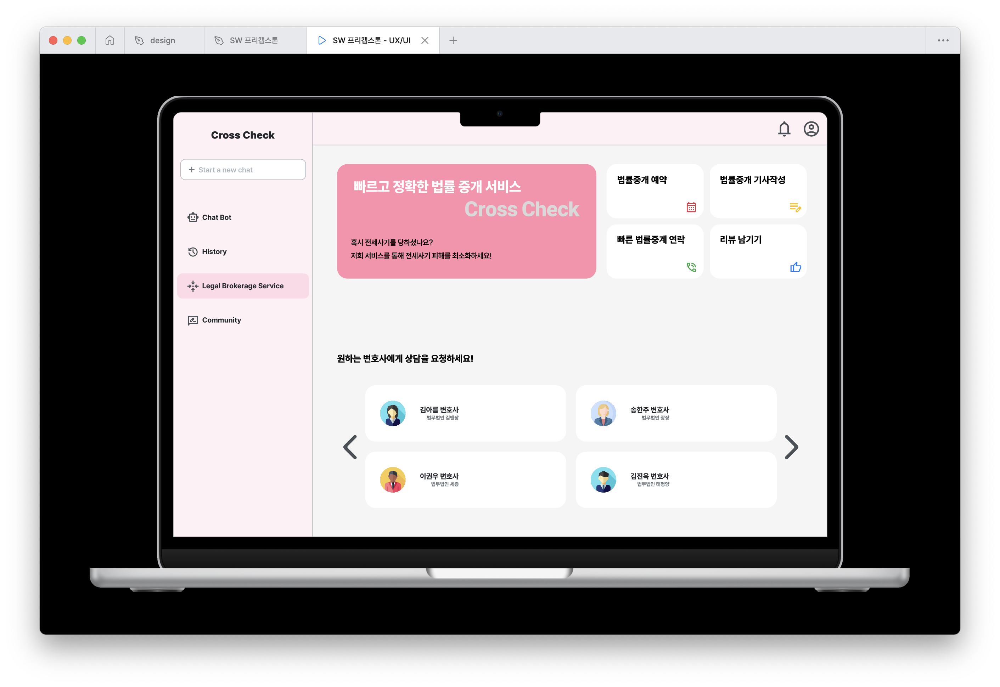 design
SW 프리캡스톤
SW 프리캡스톤 - UX/UI
Cross Check
Start a new chat
Chat Bot
History
Legal Brokerage Service
Community
빠르고 정확한 법률 중개 서비스
Cross Check
혹시 전세사기를 당하셨나요?
저희 서비스를 통해 전세사기 피해를 최소화하세요!
법률중개 예약
법률중개 기사작성
빠른 법률중계 연락
리뷰 남기기
원하는 변호사에게 상담을 요청하세요!
김아름 변호사
법무법인 김앤장
송한주 변호사
법무법인 광장
이권우 변호사
법무법인 세종
김진욱 변호사
법무법인 태평양